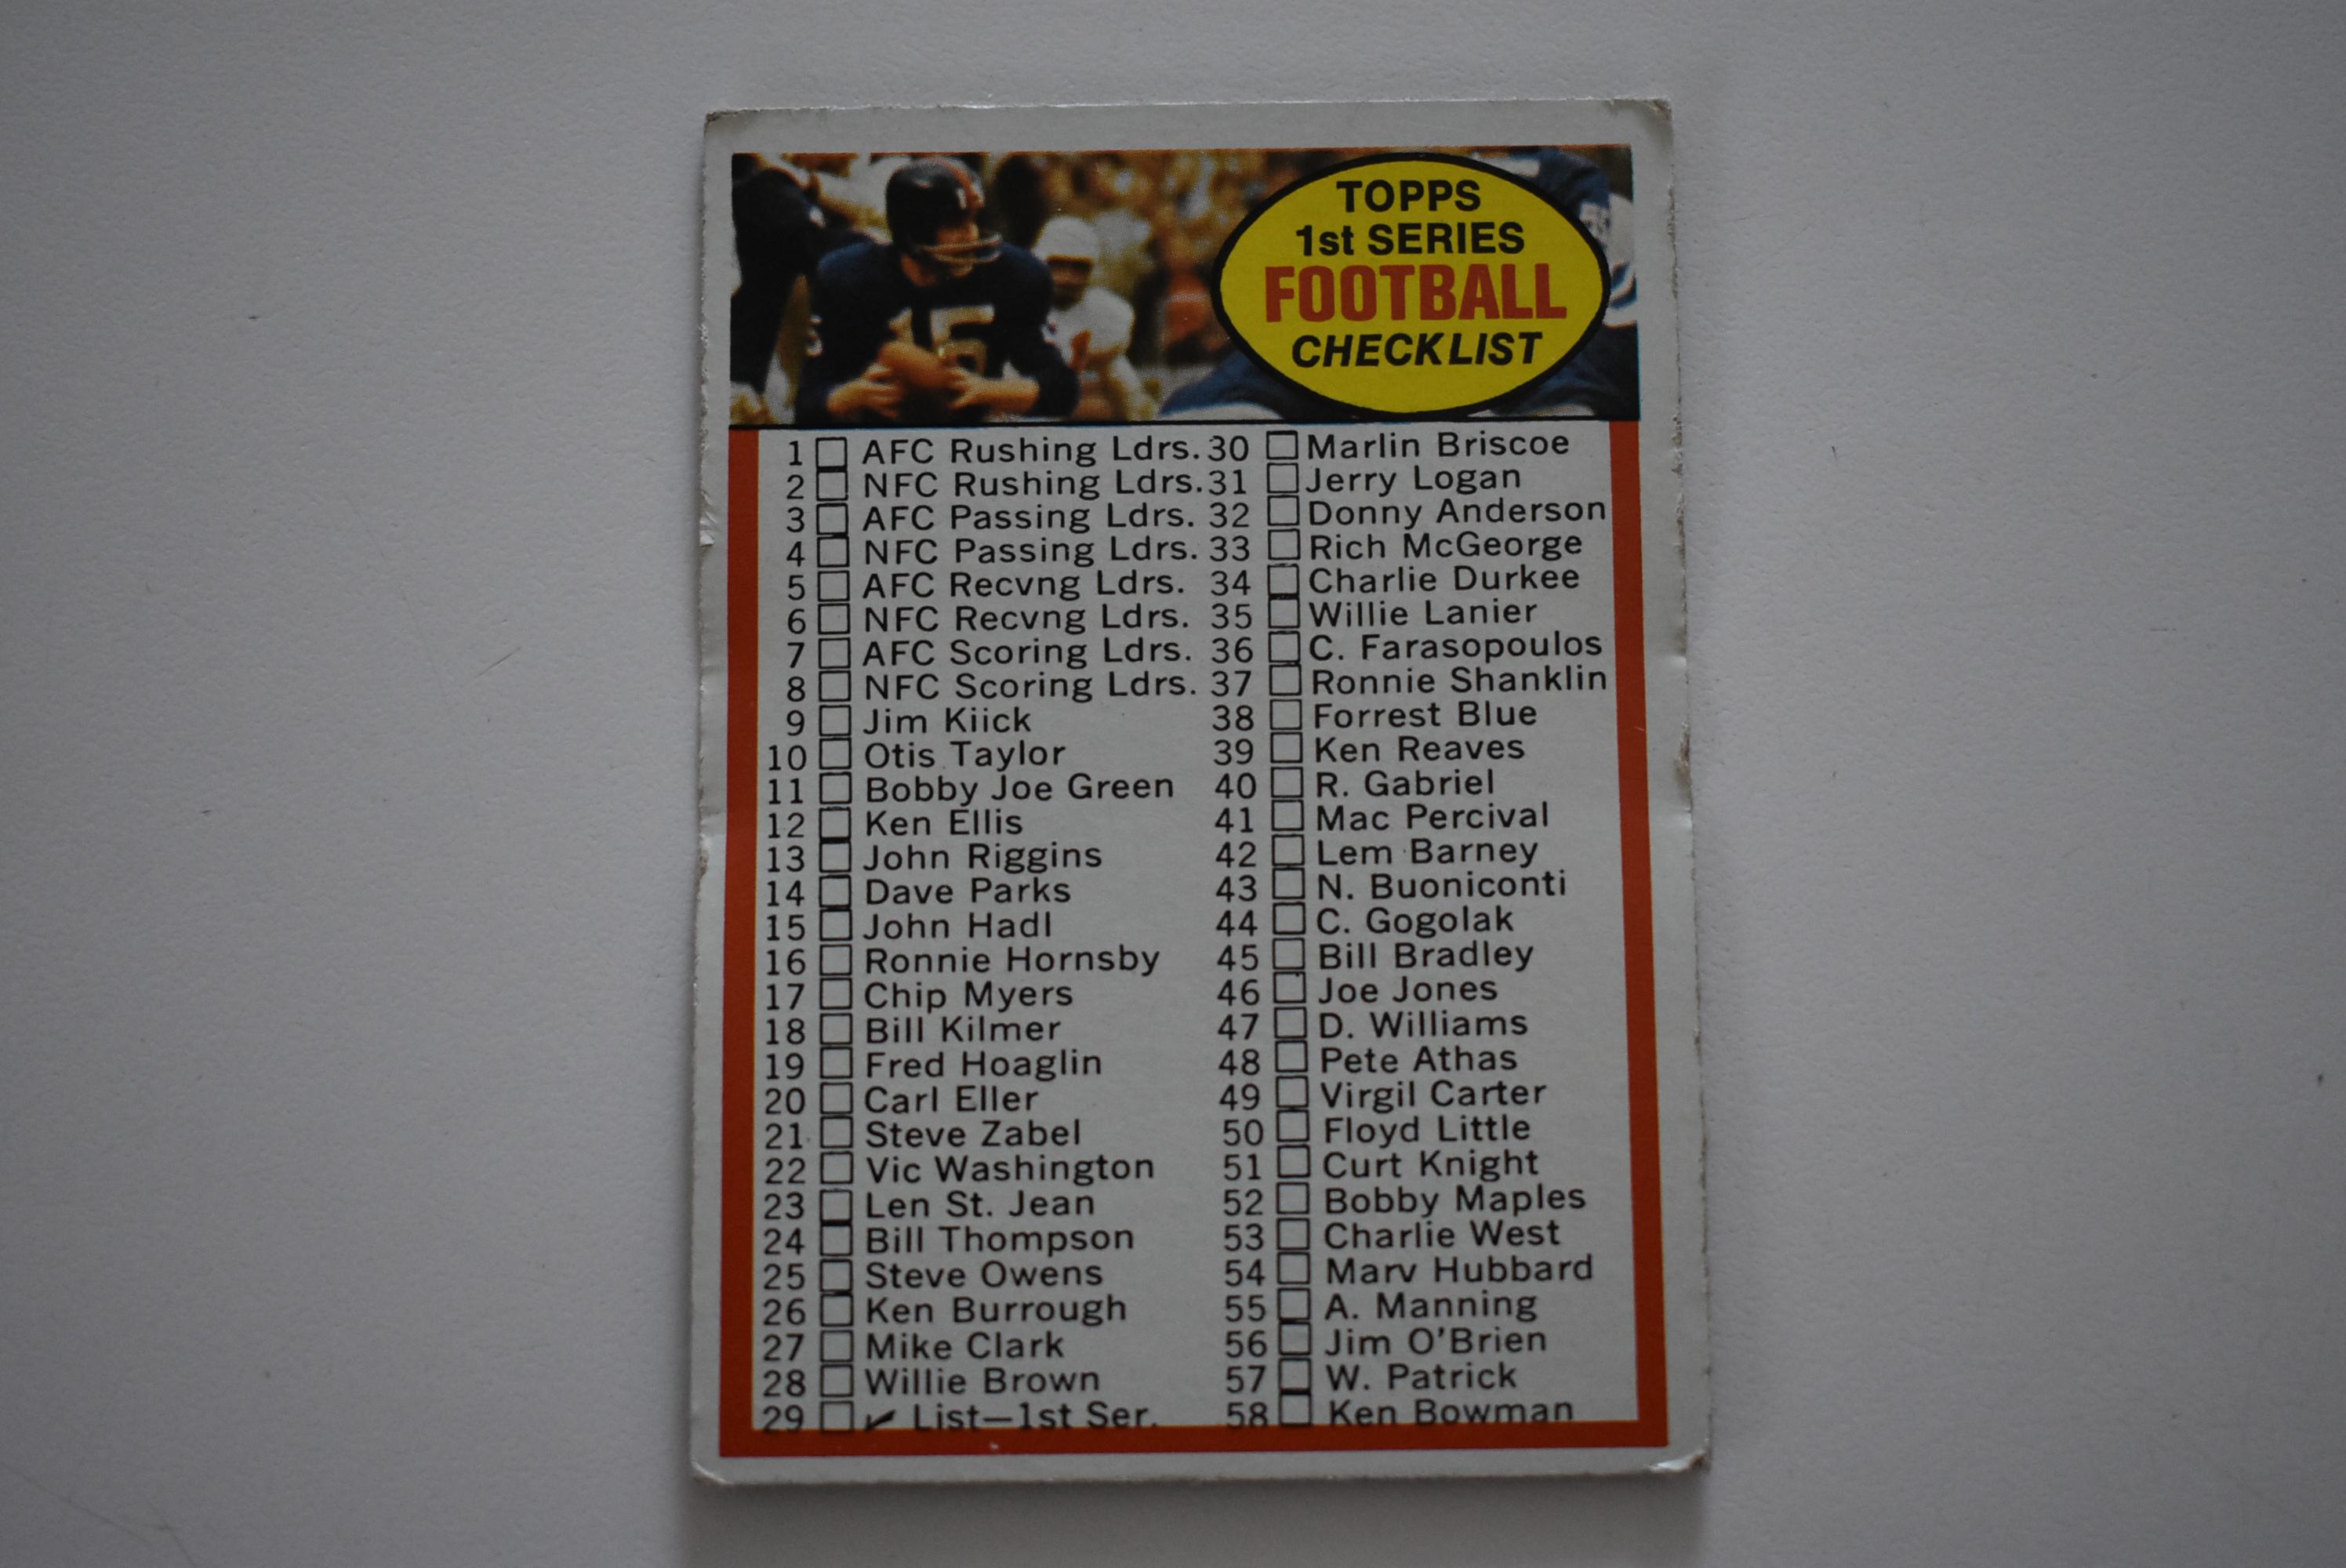 TOPPS
1st SERIES
FOOTBALL
CHECKLIST
15
1 AFC Rushing Ldrs.
2 NFC Rushing Ldrs.
3 AFC Passing Ldrs.
4 NFC Passing Ldrs.
5 AFC Recvng Ldrs.
6 NFC Recvng Ldrs.
7 AFC Scoring Ldrs.
8 NFC Scoring Ldrs.
9 Jim Kiick
10 Otis Taylor
11 Bobby Joe Green
12 Ken Ellis
13 John Riggins
14 Dave Parks
15 John Hadl
16 Ronnie Hornsby
17 Chip Myers
18 Bill Kilmer
19 Fred Hoaglin
20 Carl Eller
21 Steve Zabel
22 Vic Washington
23 Len St. Jean
24 Bill Thompson
25 Steve Owens
26 Ken Burrough
27 Mike Clark
28 Willie Brown
29 ✓ List—1st Ser.
30 Marlin Briscoe
31 Jerry Logan
32 Donny Anderson
33 Rich McGeorge
34 Charlie Durkee
35 Willie Lanier
36 C. Farasopoulos
37 Ronnie Shanklin
38 Forrest Blue
39 Ken Reaves
40 R. Gabriel
41 Mac Percival
42 Lem Barney
43 N. Buoniconti
44 C. Gogolak
45 Bill Bradley
46 Joe Jones
47 D. Williams
48 Pete Athas
49 Virgil Carter
50 Floyd Little
51 Curt Knight
52 Bobby Maples
53 Charlie West
54 Marv Hubbard
55 A. Manning
56 Jim O'Brien
57 W. Patrick
58 Ken Bowman